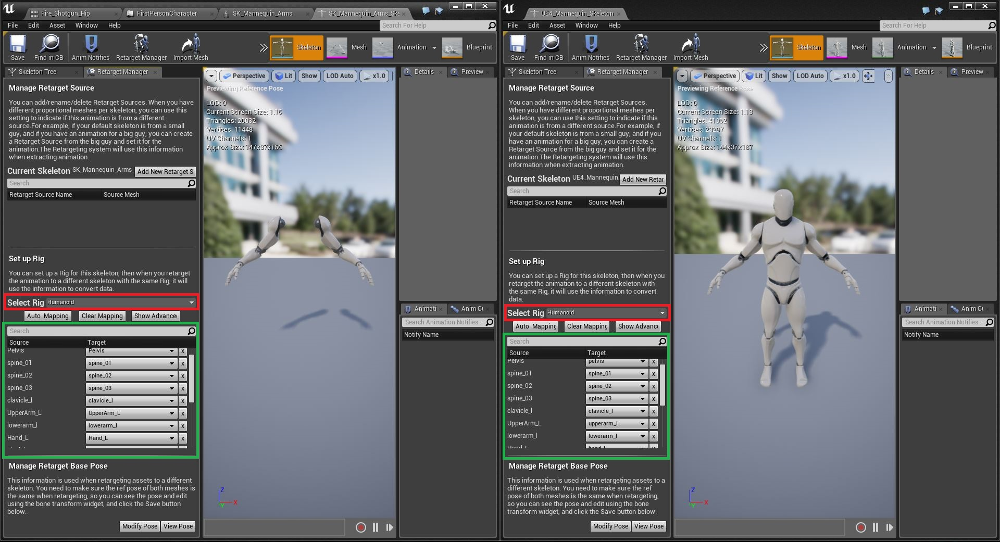 Fire_Shotgun_Hip
FirstPersonCharacter
SK_Mannequin_Arms
SK_Mannequin_Arms_Ske
File Edit Asset Window Help
Search For Help
Save
Find in CB
Anim Notifies
Retarget Manager
Import Mesh
Skeleton
Mesh
Animation
Blueprint
Skeleton Tree
Retarget Manager
Manage Retarget Source
You can add/rename/delete Retarget Sources. When you have
different proportional meshes per skeleton, you can use this
setting to indicate if this animation is from a different
source.For example, if your default skeleton is from a small
guy, and if you have an animation for a big guy, you can create
a Retarget Source from the big guy and set it for the
animation.The Retargeting system will use this information
when extracting animation.
Current Skeleton SK_Mannequin_Arms_
Add New Retarget S
Search
Retarget Source Name Source Mesh
Set up Rig
You can set up a Rig for this skeleton, then when you retarget
the animation to a different skeleton with the same Rig, it will
use the information to convert data.
Select Rig Humanoid
Auto Mapping Clear Mapping Show Advanced
Search
Source Target
Pelvis Pelvis x
spine_01 spine_01 x
spine_02 spine_02 x
spine_03 spine_03 x
clavicle_l clavicle_l x
UpperArm_L UpperArm_L x
lowerarm_l lowerarm_l x
Hand_L Hand_L x
Manage Retarget Base Pose
This information is used when retargeting assets to a different
skeleton. You need to make sure the ref pose of both meshes is
the same when retargeting, so you can see the pose and edit
using the bone transform widget, and click the Save button
below.
Modify Pose View Pose
Perspective Lit Show LOD Auto x1.0
Previewing Reference Pose
LOD: 0
Current Screen Size: 1.16
Triangles: 20032
Vertices: 11448
UV Channels: 1
Approx Size: 147x37x166
Z
X
Y
Details
Preview
Animati
Anim Cu
Search Animation Notifies...
Notify Name
UE4_Mannequin_Skeleton
File Edit Asset Window Help
Search For Help
Save
Find in CB
Anim Notifies
Retarget Manager
Import Mesh
Skeleton
Mesh
Animation
Blueprint
Skeleton Tree
Retarget Manager
Manage Retarget Source
You can add/rename/delete Retarget Sources.
When you have different proportional meshes per
skeleton, you can use this setting to indicate if this
animation is from a different source.For example, if
your default skeleton is from a small guy, and if you
have an animation for a big guy, you can create a
Retarget Source from the big guy and set it for the
animation.The Retargeting system will use this
information when extracting animation.
Current Skeleton UE4_Mannequin_
Add New Retar
Search
Retarget Source Name Source Mesh
Set up Rig
You can set up a Rig for this skeleton, then when you
retarget the animation to a different skeleton with
the same Rig, it will use the information to convert
data.
Select Rig Humanoid
Auto Mapping Clear Mapping Show Advance
Search
Source Target
Pelvis pelvis x
spine_01 spine_01 x
spine_02 spine_02 x
spine_03 spine_03 x
clavicle_l clavicle_l x
UpperArm_L upperarm_l x
lowerarm_l lowerarm_l x
Hand_L hand_l x
Manage Retarget Base Pose
This information is used when retargeting assets to a
different skeleton. You need to make sure the ref
pose of both meshes is the same when retargeting,
so you can see the pose and edit using the bone
transform widget, and click the Save button below.
Modify Pose View Pose
Perspective Lit Show LOD Auto x1.0
Previewing Reference Pose
LOD: 0
Current Screen Size: 1.13
Triangles: 41052
Vertices: 23297
UV Channels: 1
Approx Size: 144x37x187
Z
X
Y
Details
Preview
Animati
Anim Cu
Search Animation Notifies...
Notify Name